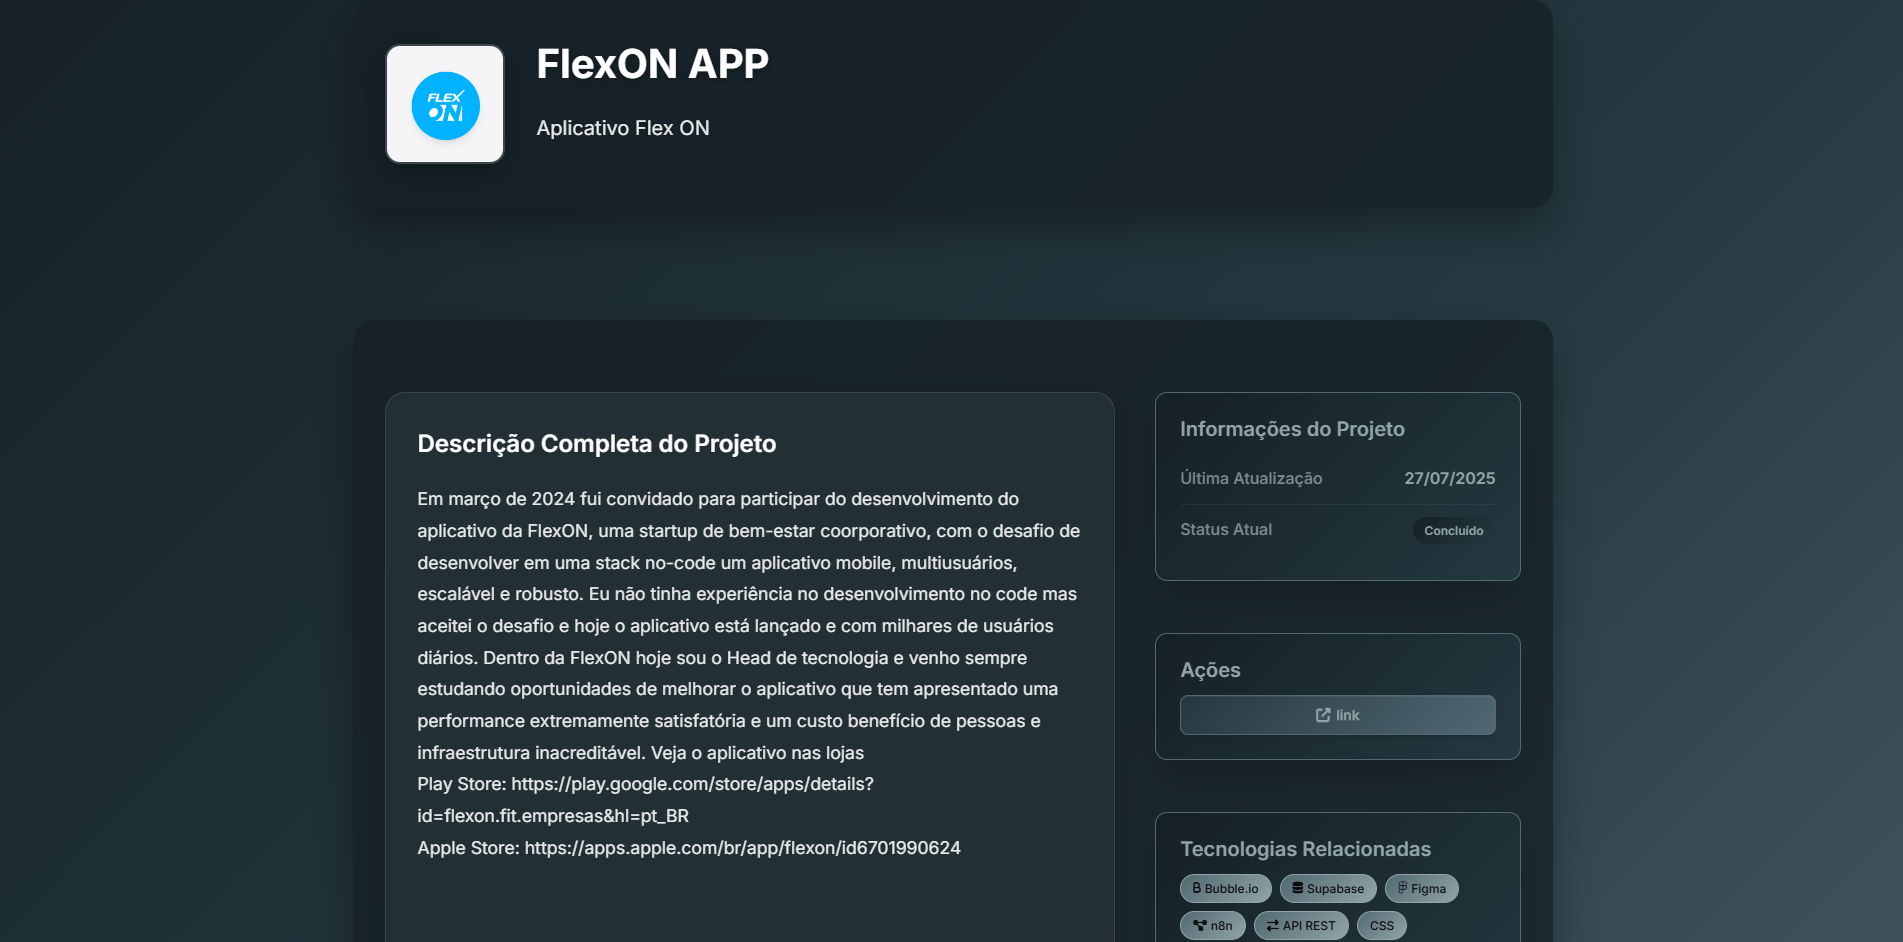 FLEX
ON
FlexON APP
Aplicativo Flex ON
Descrição Completa do Projeto
Em março de 2024 fui convidado para participar do desenvolvimento do
aplicativo da FlexON, uma startup de bem-estar coorporativo, com o desafio de
desenvolver em uma stack no-code um aplicativo mobile, multiusuários,
escalável e robusto. Eu não tinha experiência no desenvolvimento no code mas
aceitei o desafio e hoje o aplicativo está lançado e com milhares de usuários
diários. Dentro da FlexON hoje sou o Head de tecnologia e venho sempre
estudando oportunidades de melhorar o aplicativo que tem apresentado uma
performance extremamente satisfatória e um custo benefício de pessoas e
infraestrutura inacreditável. Veja o aplicativo nas lojas
Play Store: https://play.google.com/store/apps/details?
id=flexon.fit.empresas&hl=pt_BR
Apple Store: https://apps.apple.com/br/app/flexon/id6701990624
Informações do Projeto
Última Atualização 27/07/2025
Status Atual Concluído
Ações
link
Tecnologias Relacionadas
Bubble.io Supabase Figma
n8n API REST CSS